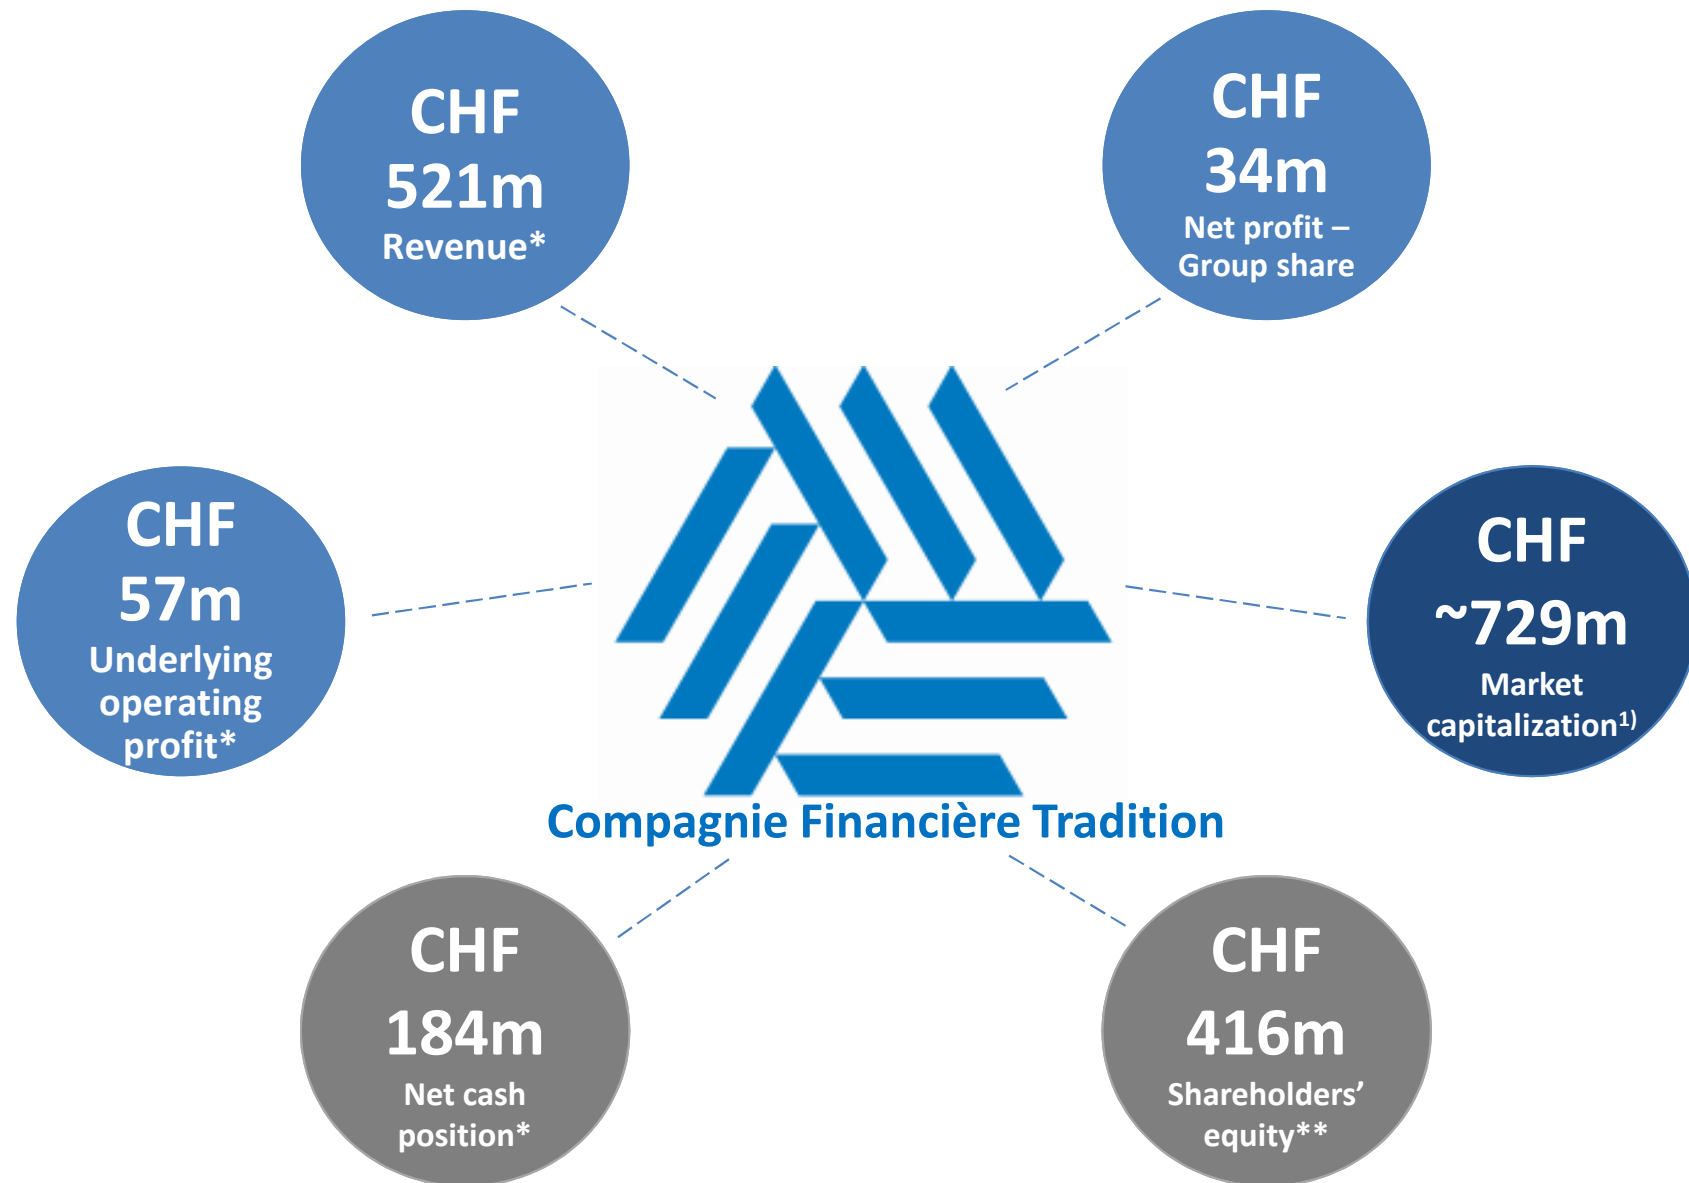 CHF
521m
Revenue*
CHF
34m
Net profit –
Group share
CHF
57m
Underlying
operating
profit*
CHF
~729m
Market
capitalization¹⁾
Compagnie Financière Tradition
CHF
184m
Net cash
position*
CHF
416m
Shareholders’
equity**